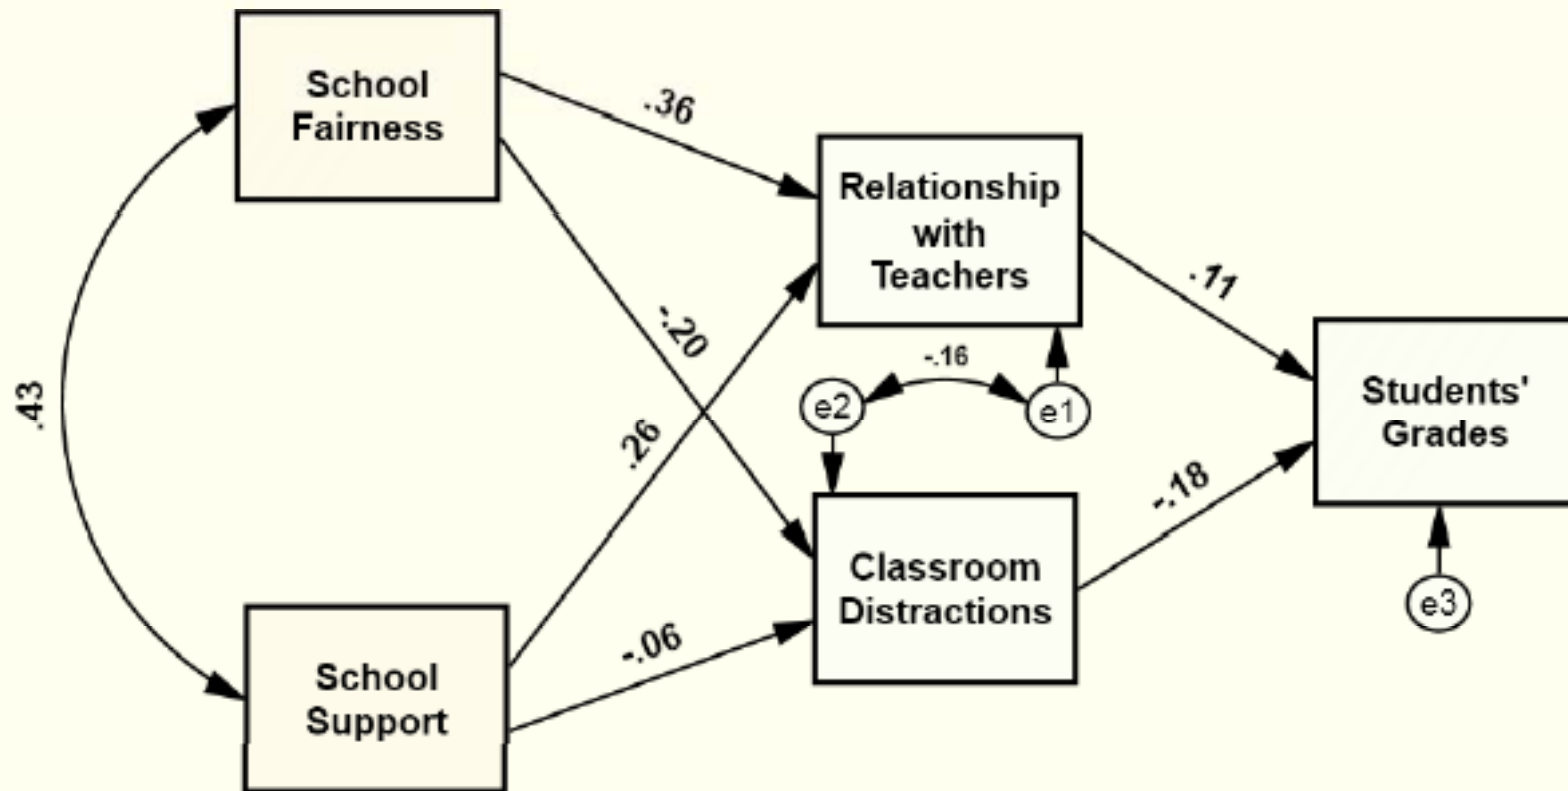 School
Fairness
.36
Relationship
with
Teachers
.11
-.20
-.16
e2
e1
Students'
Grades
.43
.26
-.18
Classroom
Distractions
e3
-.06
School
Support